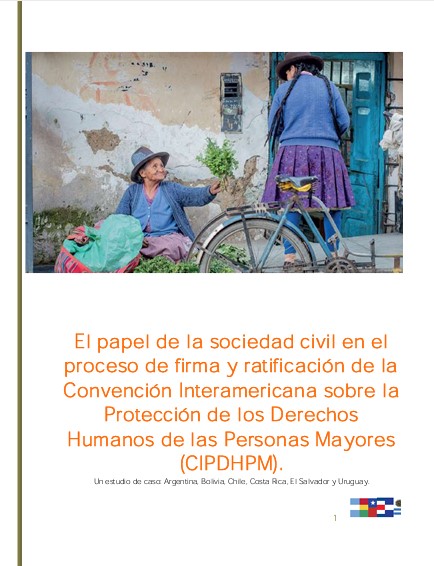 El papel de la sociedad civil en el
proceso de firma y ratificación de la
Convención Interamericana sobre la
Protección de los Derechos
Humanos de las Personas Mayores
(CIPDHPM).
Un estudio de caso: Argentina, Bolivia, Chile, Costa Rica, El Salvador y Uruguay.
1